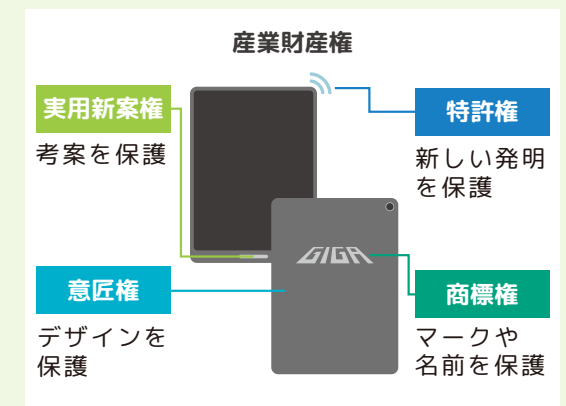 産業財産権
実用新案権
考案を保護
特許権
新しい発明
を保護
GIGA
意匠権
デザインを
保護
商標権
マークや
名前を保護